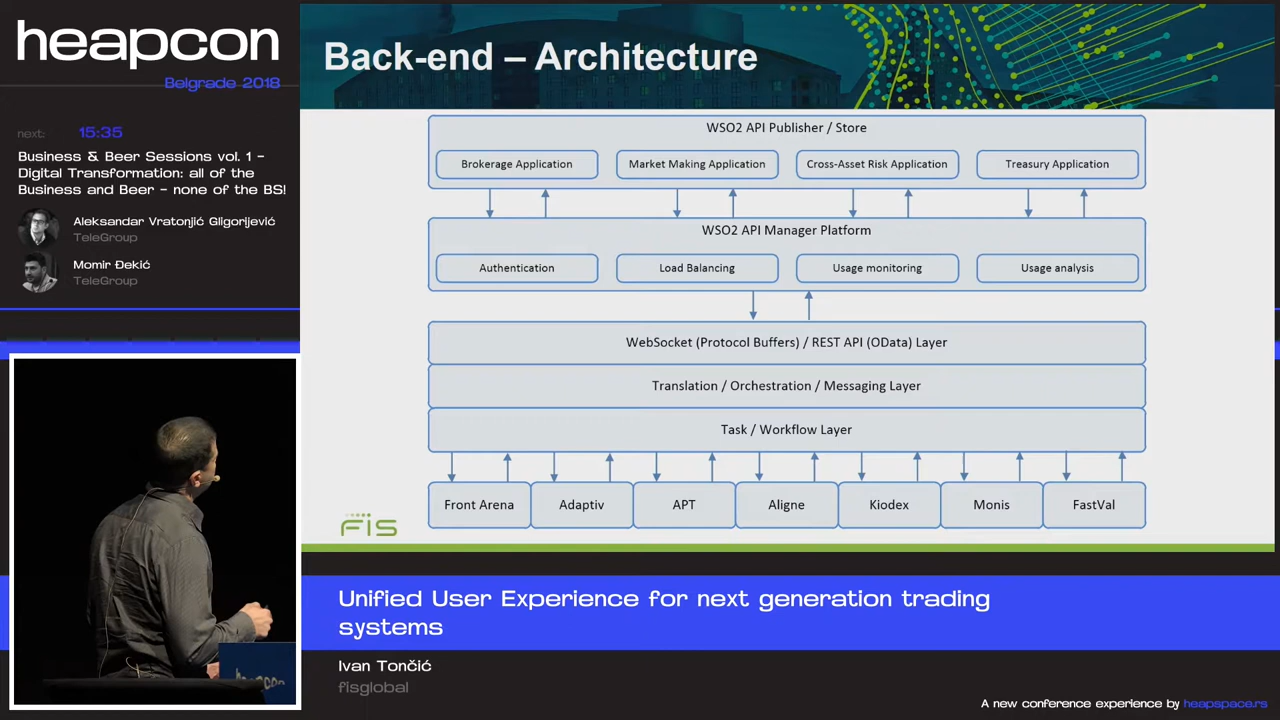 heapcon
Belgrade 2018
next: 15:35
Business & Beer Sessions vol. 1 –
Digital Transformation: all of the
Business and Beer – none of the BS!
Aleksandar Vratonjić Gligorijević
TeleGroup
Momir Đekić
TeleGroup
Back-end – Architecture
WSO2 API Publisher / Store
Brokerage Application
Market Making Application
Cross-Asset Risk Application
Treasury Application
WSO2 API Manager Platform
Authentication
Load Balancing
Usage monitoring
Usage analysis
WebSocket (Protocol Buffers) / REST API (OData) Layer
Translation / Orchestration / Messaging Layer
Task / Workflow Layer
Front Arena
Adaptiv
APT
Aligne
Kiodex
Monis
FastVal
FIS
heapcon
Unified User Experience for next generation trading
systems
Ivan Tončić
fisglobal
A new conference experience by heapspace.rs